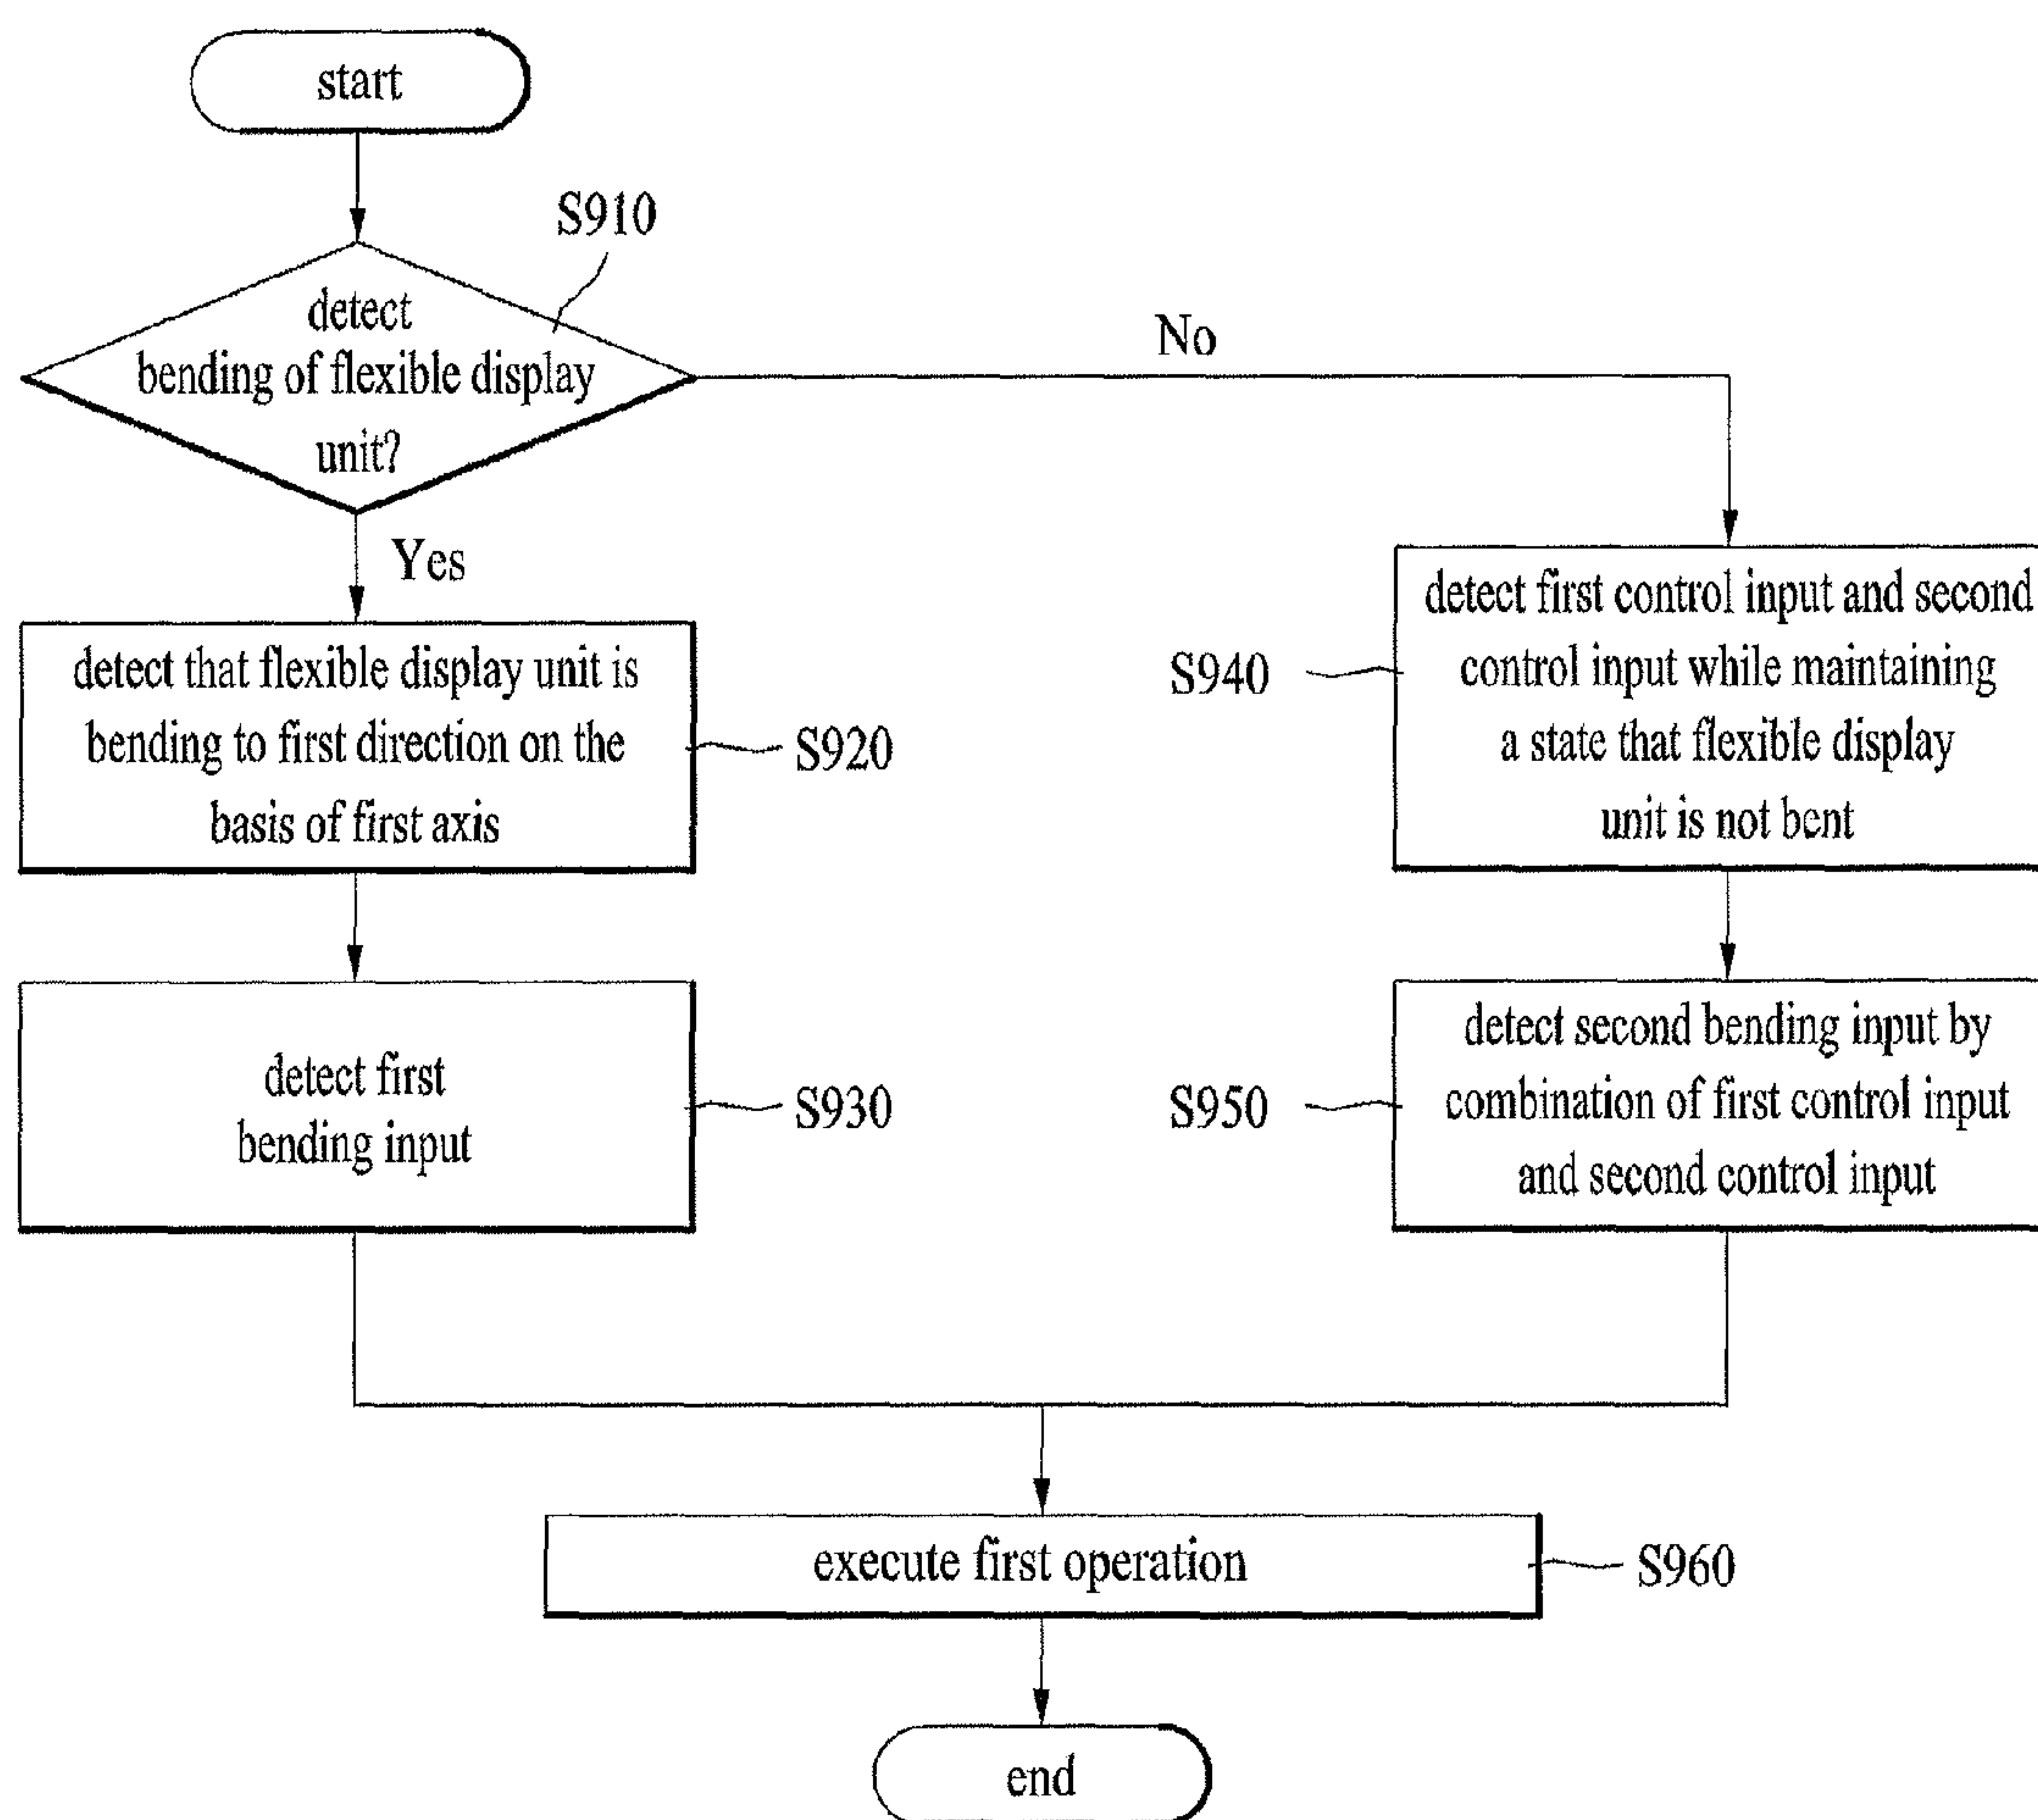 start
S910
detect
bending of flexible display
unit?
No
Yes
detect that flexible display unit is
bending to first direction on the
basis of first axis
S920
S940
detect first control input and second
control input while maintaining
a state that flexible display
unit is not bent
detect first
bending input
S930
S950
detect second bending input by
combination of first control input
and second control input
execute first operation
S960
end